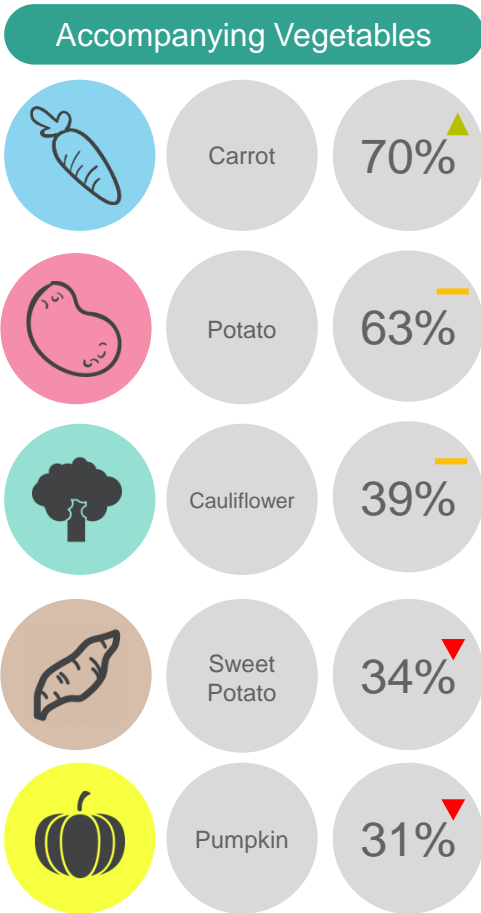 Accompanying Vegetables
Carrot
70%
Potato
63%
Cauliflower
39%
Sweet
Potato
34%
Pumpkin
31%